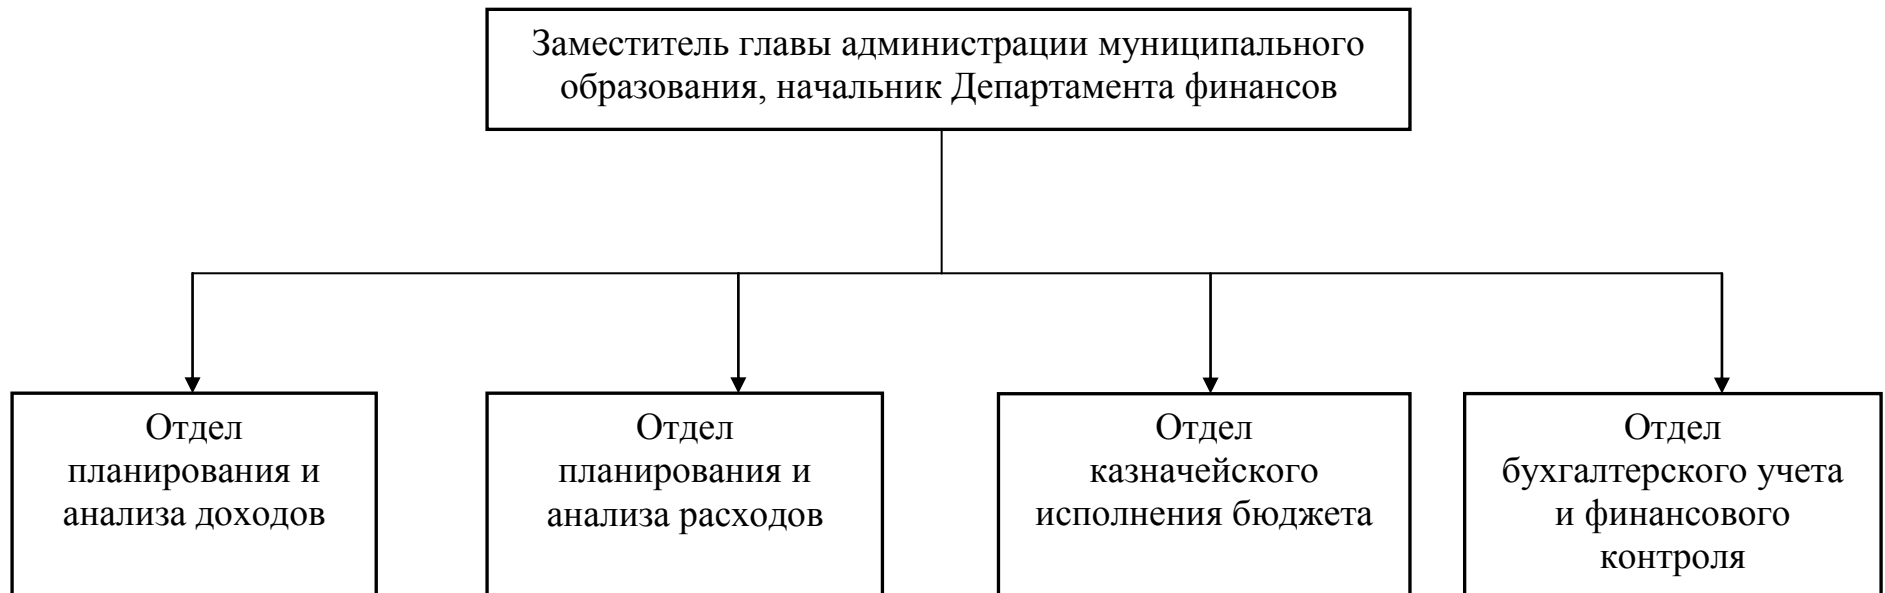 Заместитель главы администрации муниципального
образования, начальник Департамента финансов
Отдел
планирования и
анализа доходов
Отдел
планирования и
анализа расходов
Отдел
казначейского
исполнения бюджета
Отдел
бухгалтерского учета
и финансового
контроля